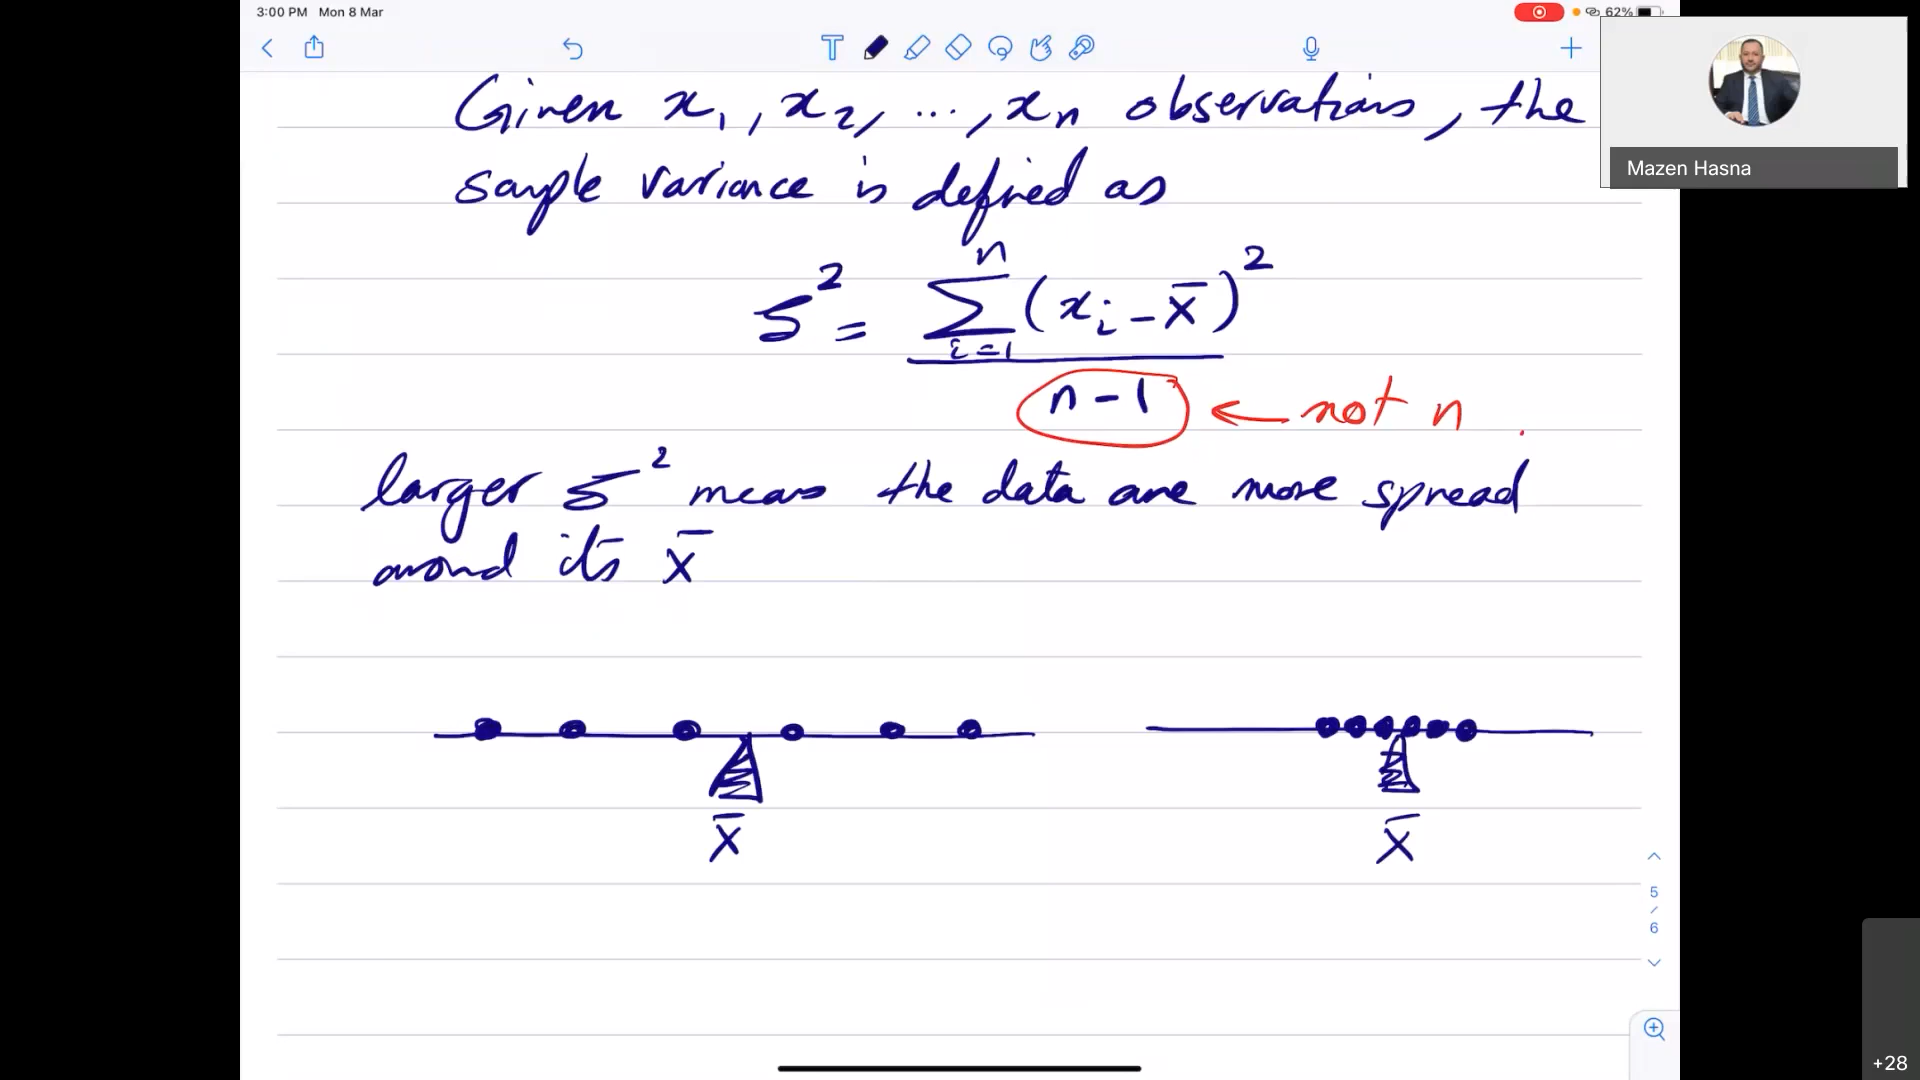 3:00 PM Mon 8 Mar
62%
Mazen Hasna
Given x₁, x₂, ..., xₙ observations, the
sample variance is defined as
S² = ∑ᵢ₌₁ⁿ (xᵢ - x̄)²
n - 1 ← not n .
larger S² means the data are more spread
around its x̄
x̄ x̄
5
/
6
+28